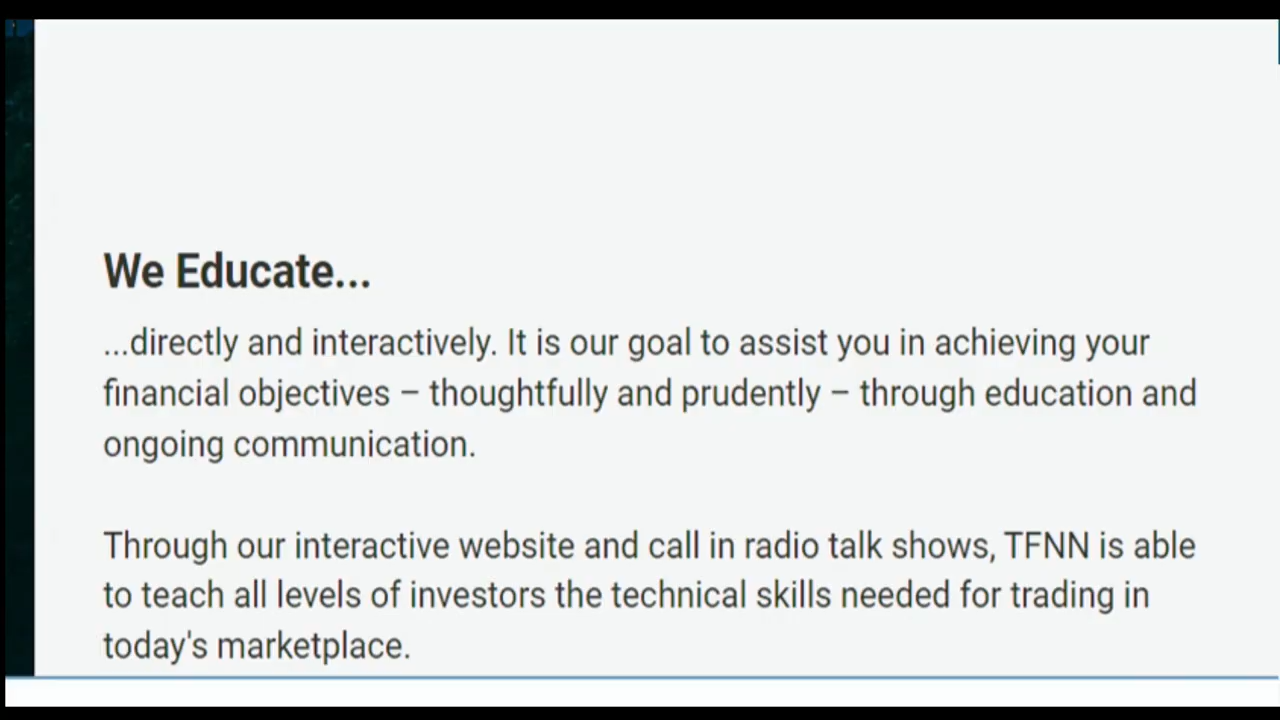 We Educate...
...directly and interactively. It is our goal to assist you in achieving your
financial objectives – thoughtfully and prudently – through education and
ongoing communication.
Through our interactive website and call in radio talk shows, TFNN is able
to teach all levels of investors the technical skills needed for trading in
today's marketplace.